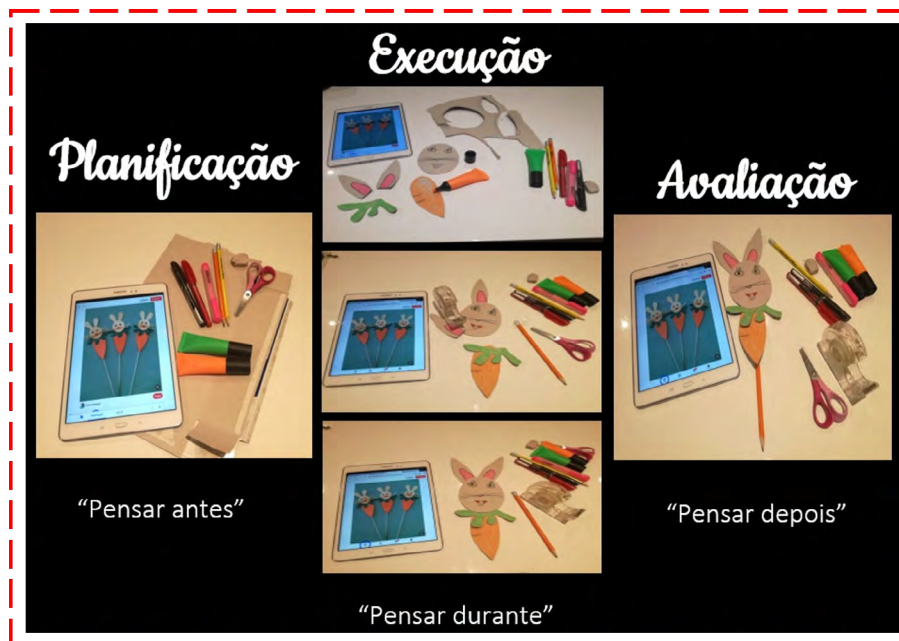 Planificação
“Pensar antes”
Execução
“Pensar durante”
Avaliação
“Pensar depois”